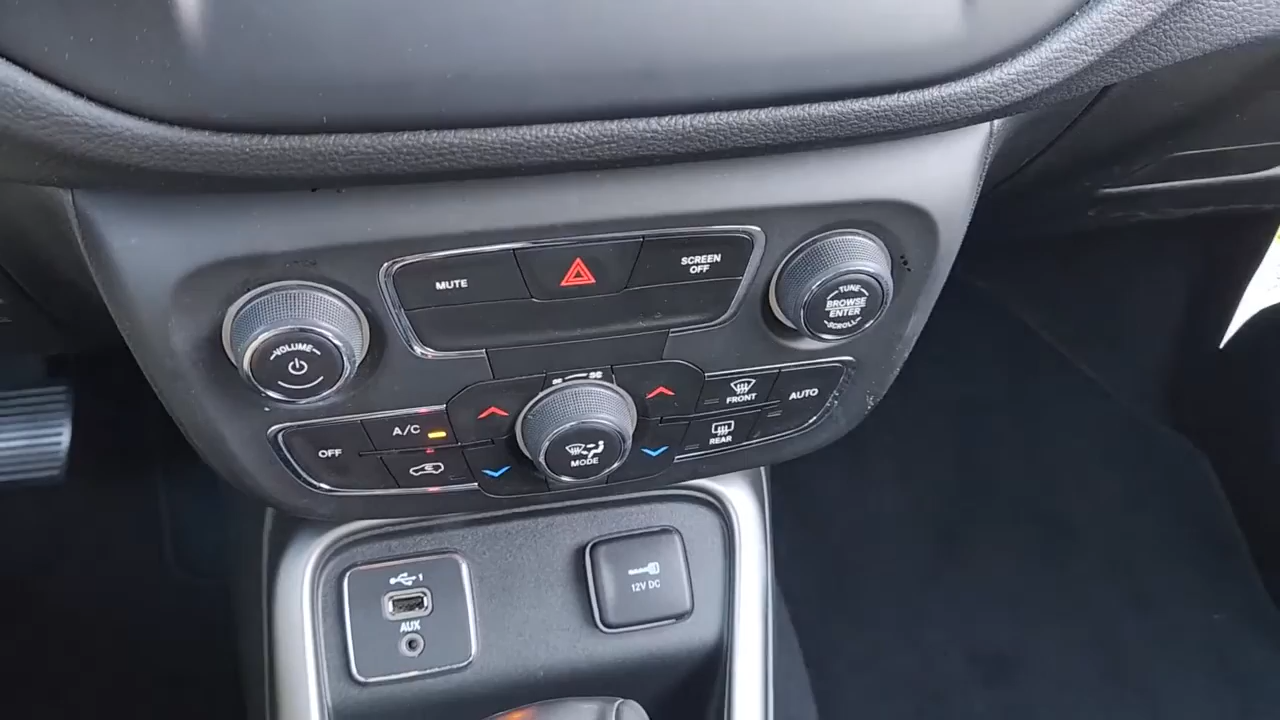 MUTE
SCREEN
OFF
VOLUME
TUNE
BROWSE
ENTER
SCROLL
OFF
A/C
MODE
FRONT
REAR
AUTO
1
AUX
12V DC